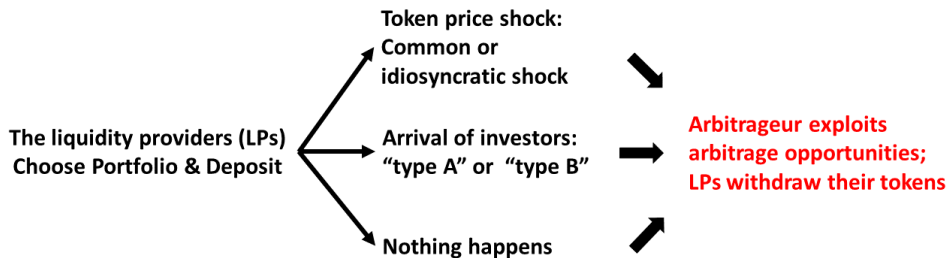 The liquidity providers (LPs)
Choose Portfolio & Deposit
Token price shock:
Common or
idiosyncratic shock
Arrival of investors:
“type A” or “type B”
Nothing happens
Arbitrageur exploits
arbitrage opportunities;
LPs withdraw their tokens